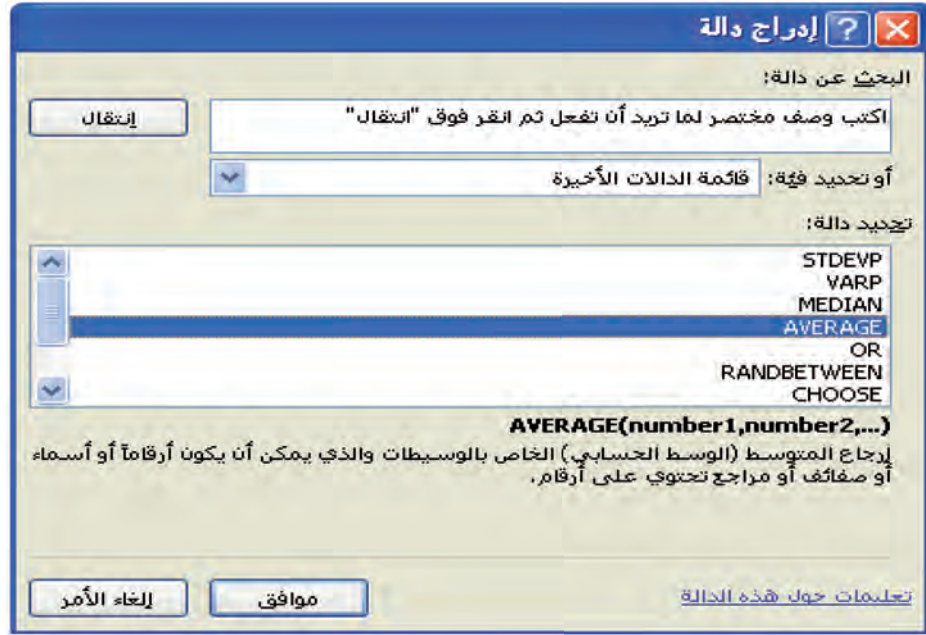 إدراج دالة
البحث عن دالة:
اكتب وصف مختصر لما تريد أن تفعل ثم انقر فوق "انتقال"
إنتقال
أو تحديد فئة: قائمة الدالات الأخيرة
تحديد دالة:
STDEVP
VARP
MEDIAN
AVERAGE
OR
RANDBETWEEN
CHOOSE
AVERAGE(number1,number2,...)
إرجاع المتوسط (الوسط الحسابي) الخاص بالوسيطات والذي يمكن أن يكون أرقاماً أو أسماء
أو صفائف أو مراجع تحتوي على أرقام.
تعليمات حول هذه الدالة
موافق
إلغاء الأمر